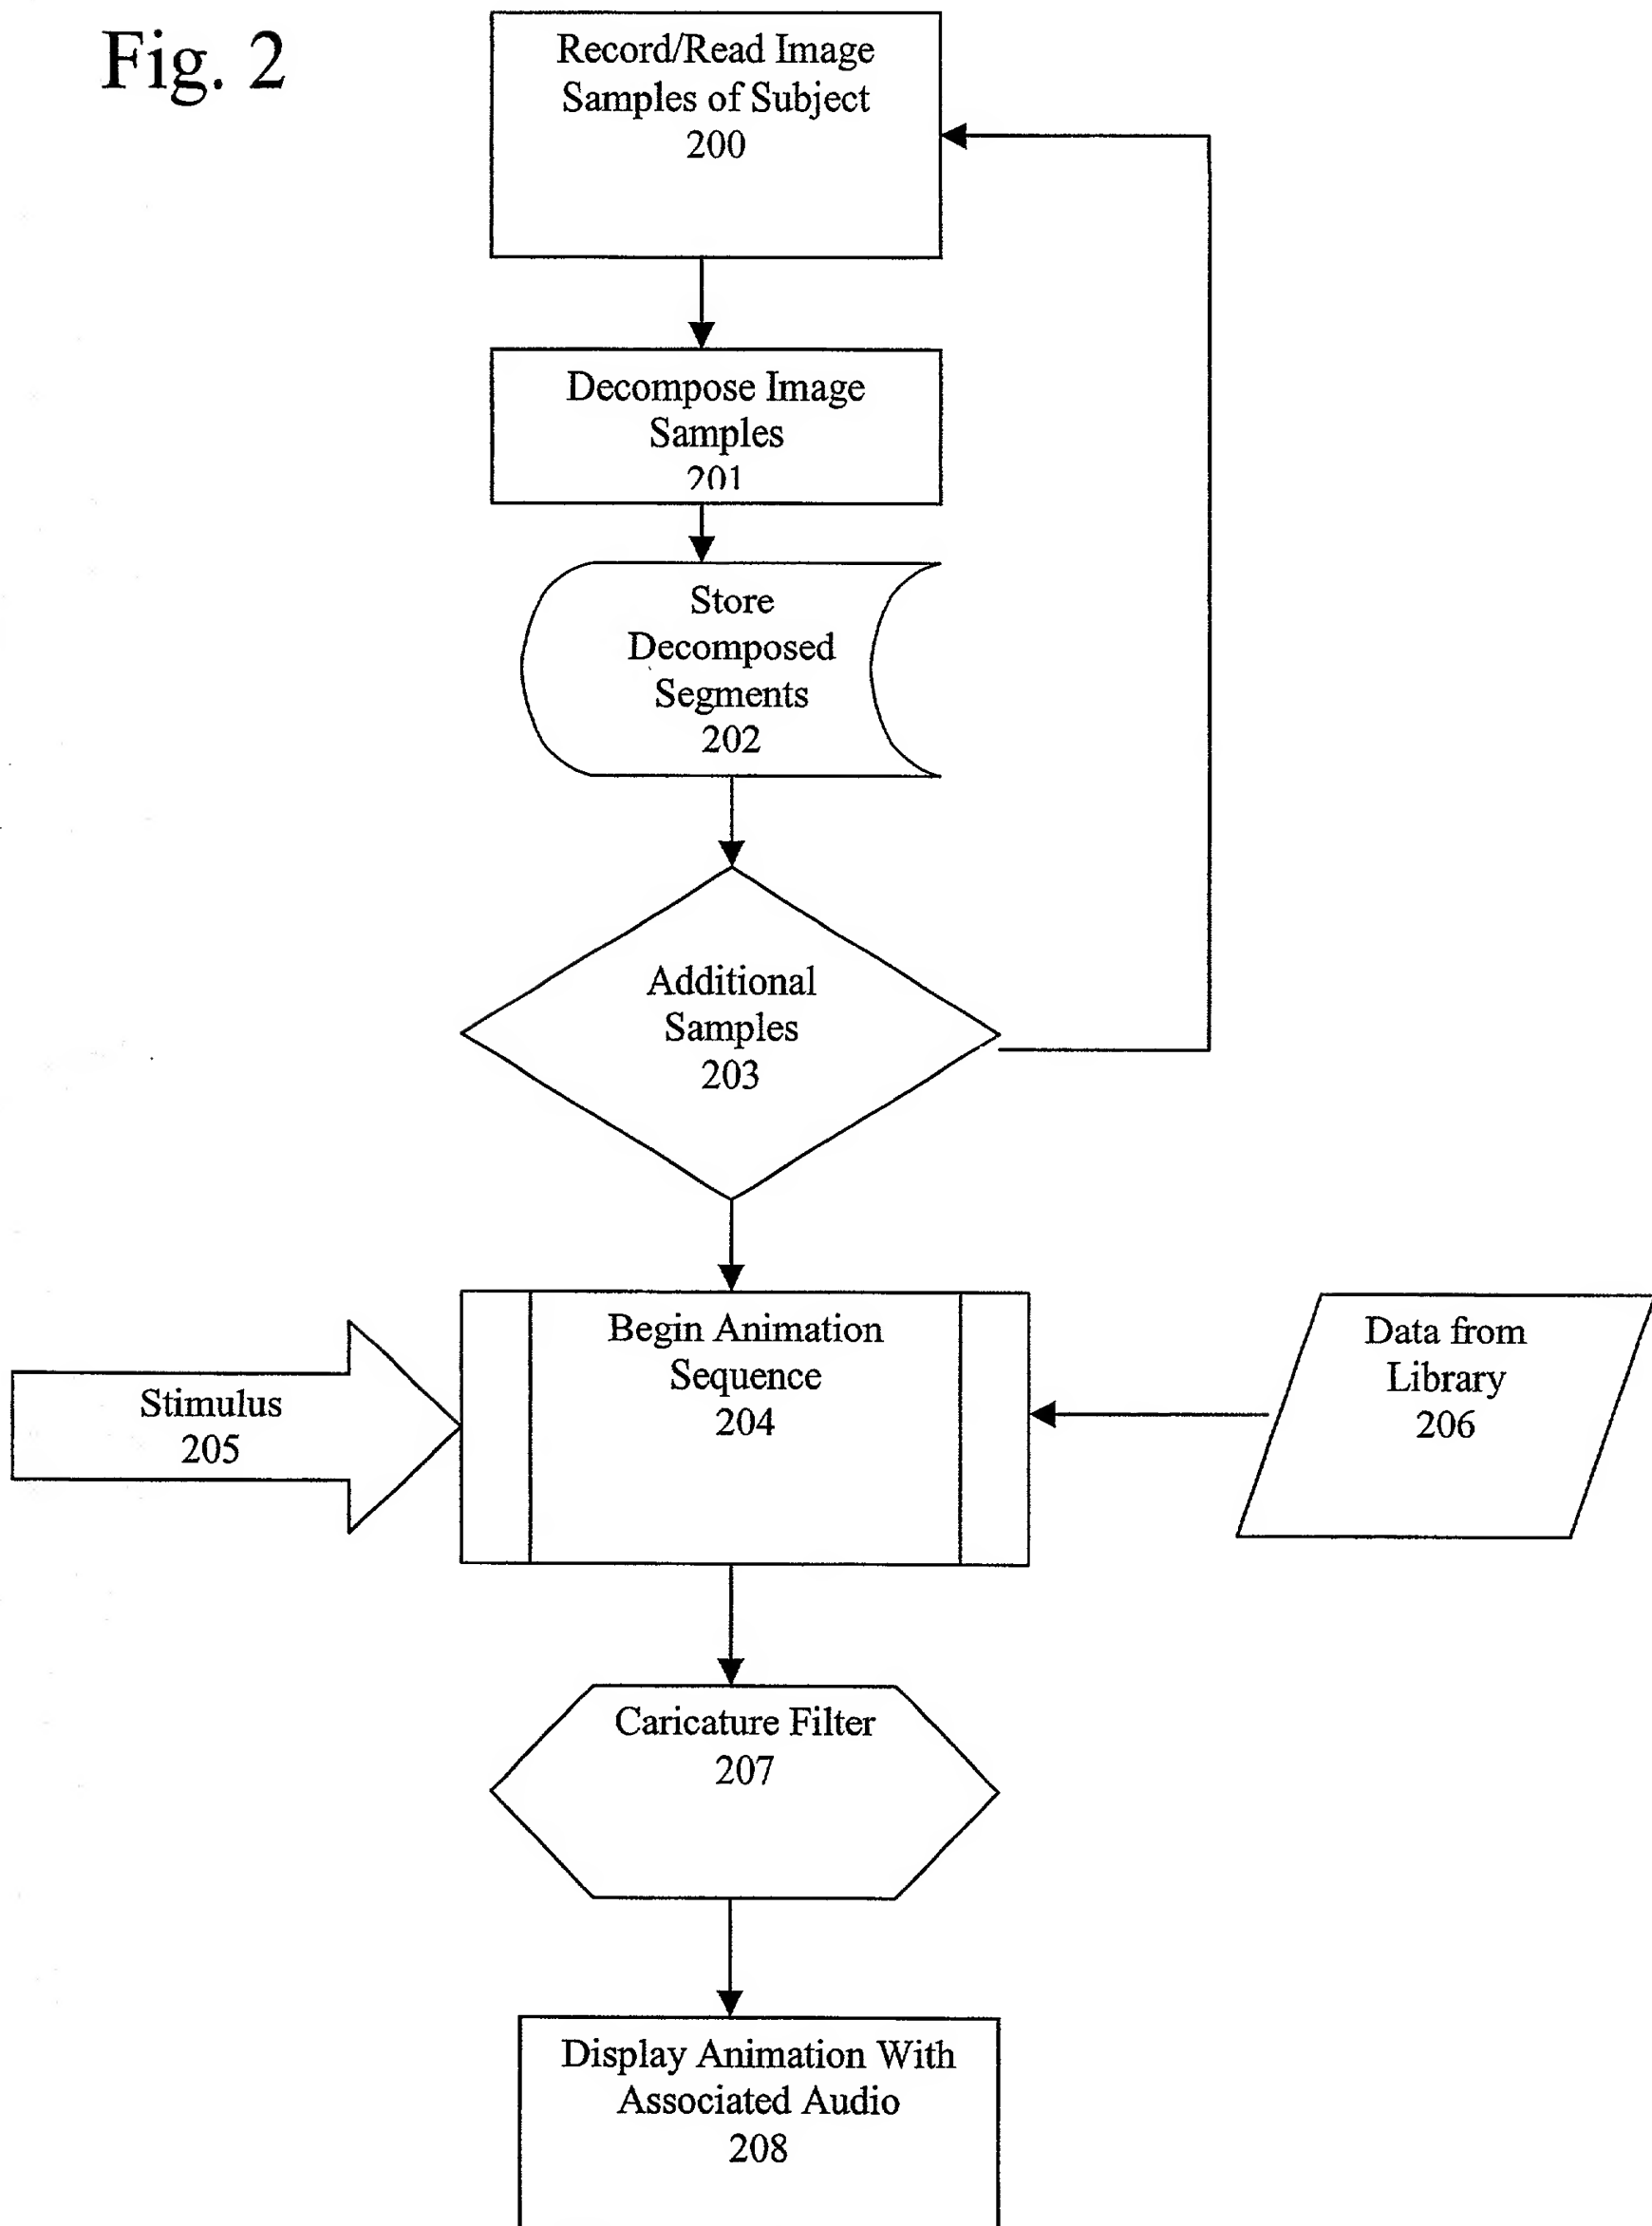 Fig. 2
Record/Read Image
Samples of Subject
200
Decompose Image
Samples
201
Store
Decomposed
Segments
202
Additional
Samples
203
Begin Animation
Sequence
204
Stimulus
205
Data from
Library
206
Caricature Filter
207
Display Animation With
Associated Audio
208